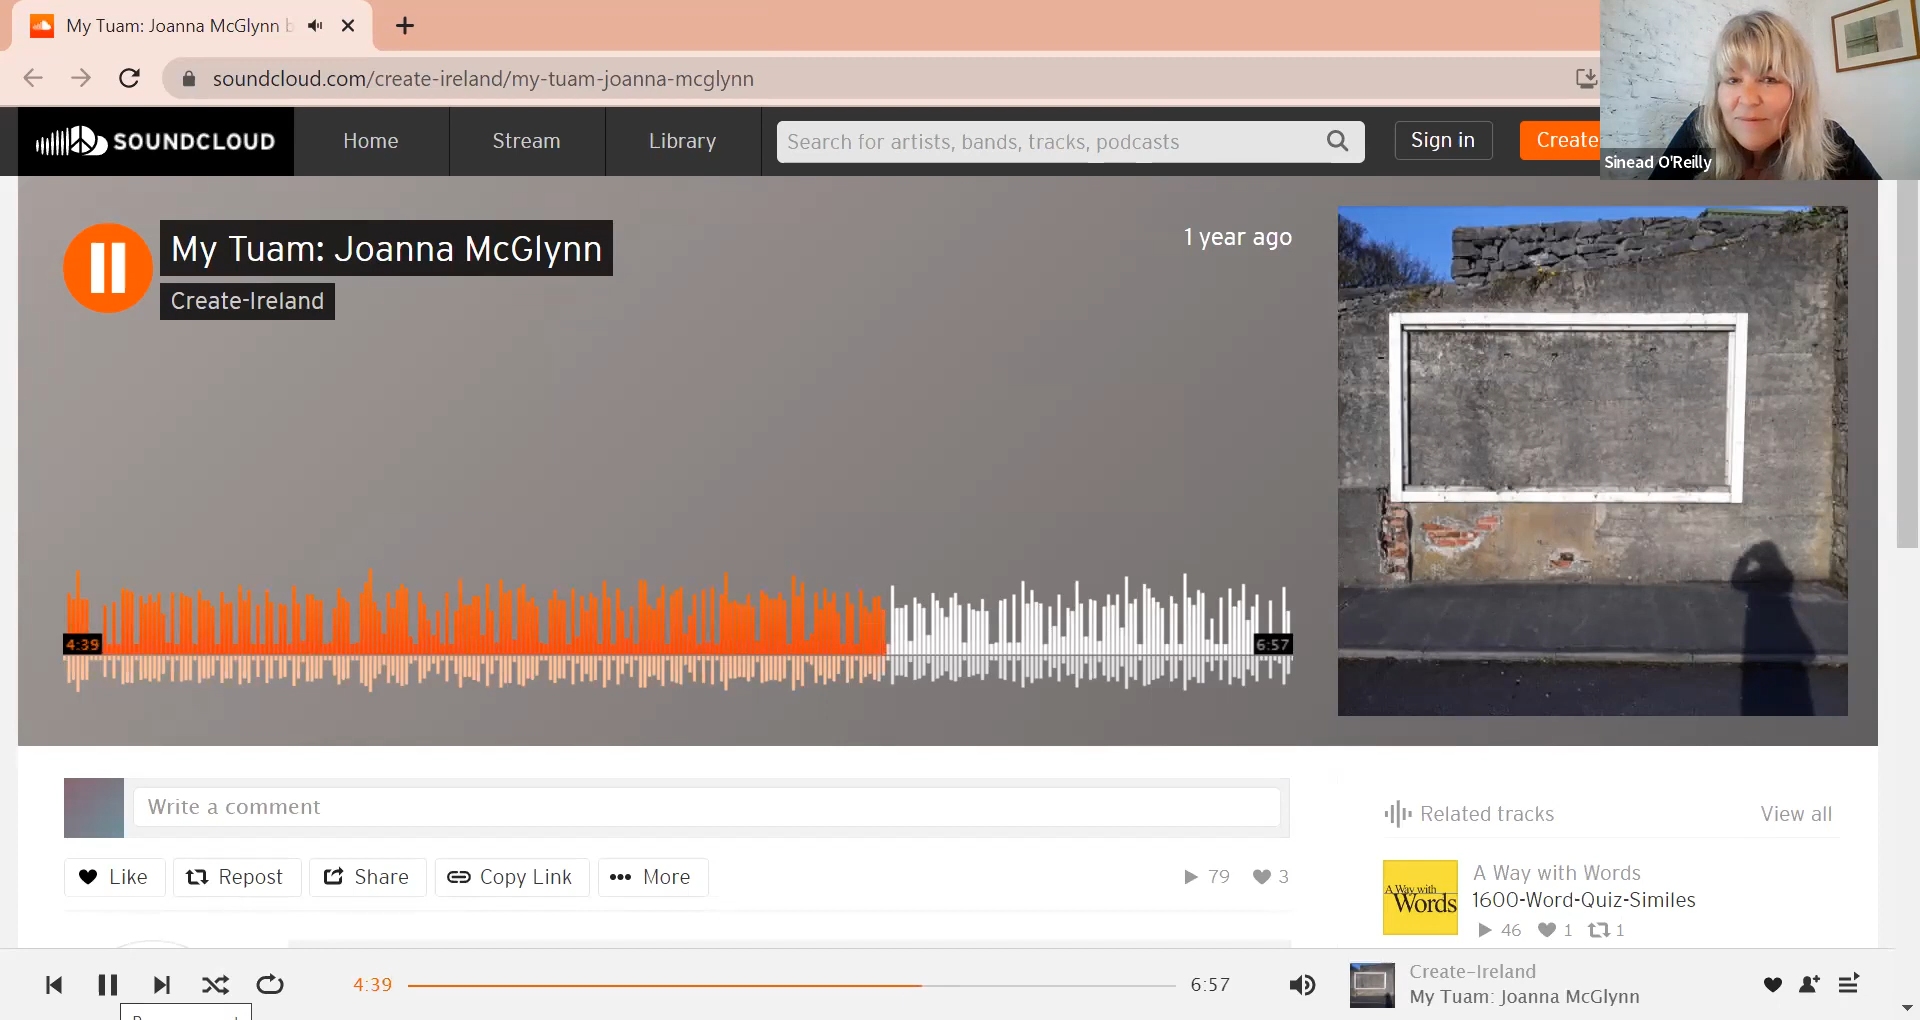 My Tuam: Joanna McGlynn
soundcloud.com/create-ireland/my-tuam-joanna-mcglynn
SOUNDCLOUD
Home
Stream
Library
Search for artists, bands, tracks, podcasts
Sign in
Create
Sinead O'Reilly
My Tuam: Joanna McGlynn
Create-Ireland
1 year ago
4:39
6:57
Write a comment
Like
Repost
Share
Copy Link
More
79
3
Related tracks
View all
A Way with
Words
A Way with Words
1600-Word-Quiz-Similes
46
1
1
4:39
6:57
Create-Ireland
My Tuam: Joanna McGlynn